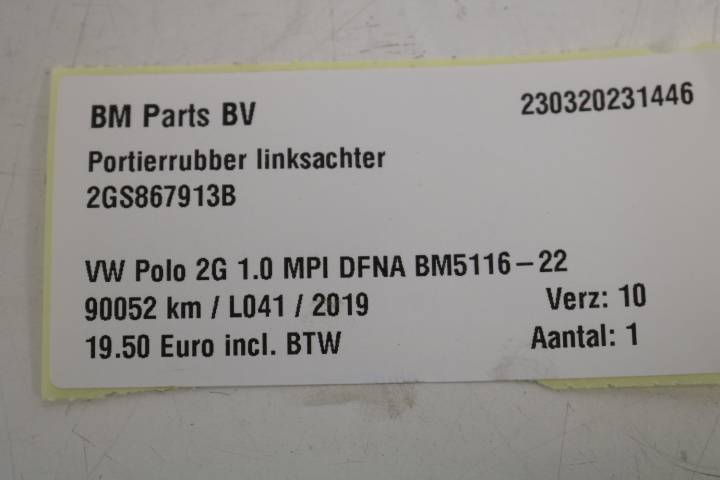 BM Parts BV 230320231446
Portierrubber linksachter
2GS867913B
VW Polo 2G 1.0 MPI DFNA BM5116-22
90052 km / L041 / 2019 Verz: 10
19.50 Euro incl. BTW Aantal: 1